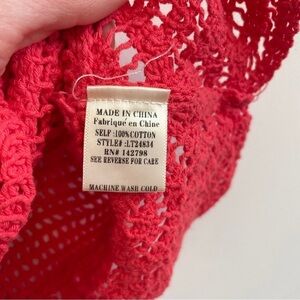 MADE IN CHINA
Fabriqué en Chine
SELF :100%COTTON
STYLE# :LT24834
RN# 142798
SEE REVERSE FOR CARE
MACHINE WASH COLD